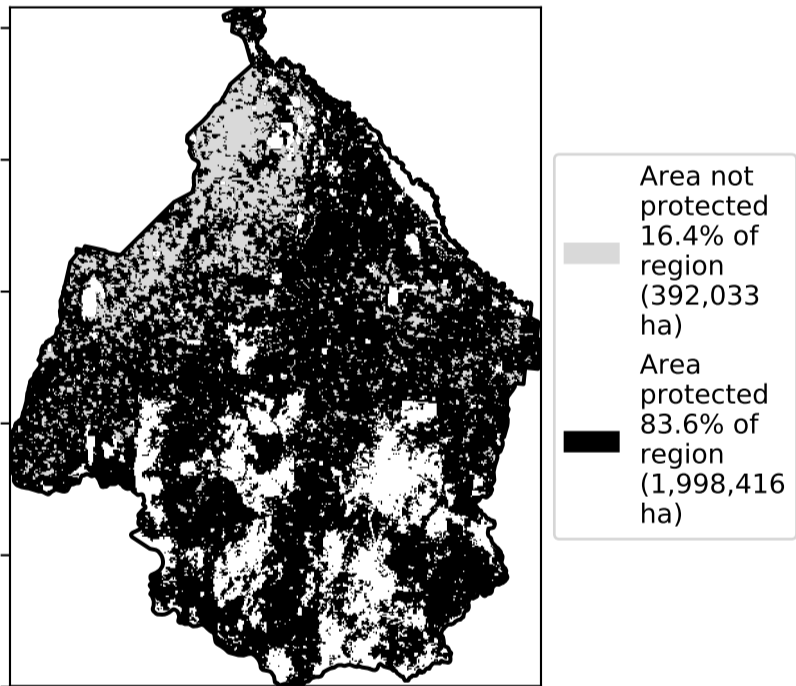 Area not
protected
16.4% of
region
(392,033
ha)
Area
protected
83.6% of
region
(1,998,416
ha)